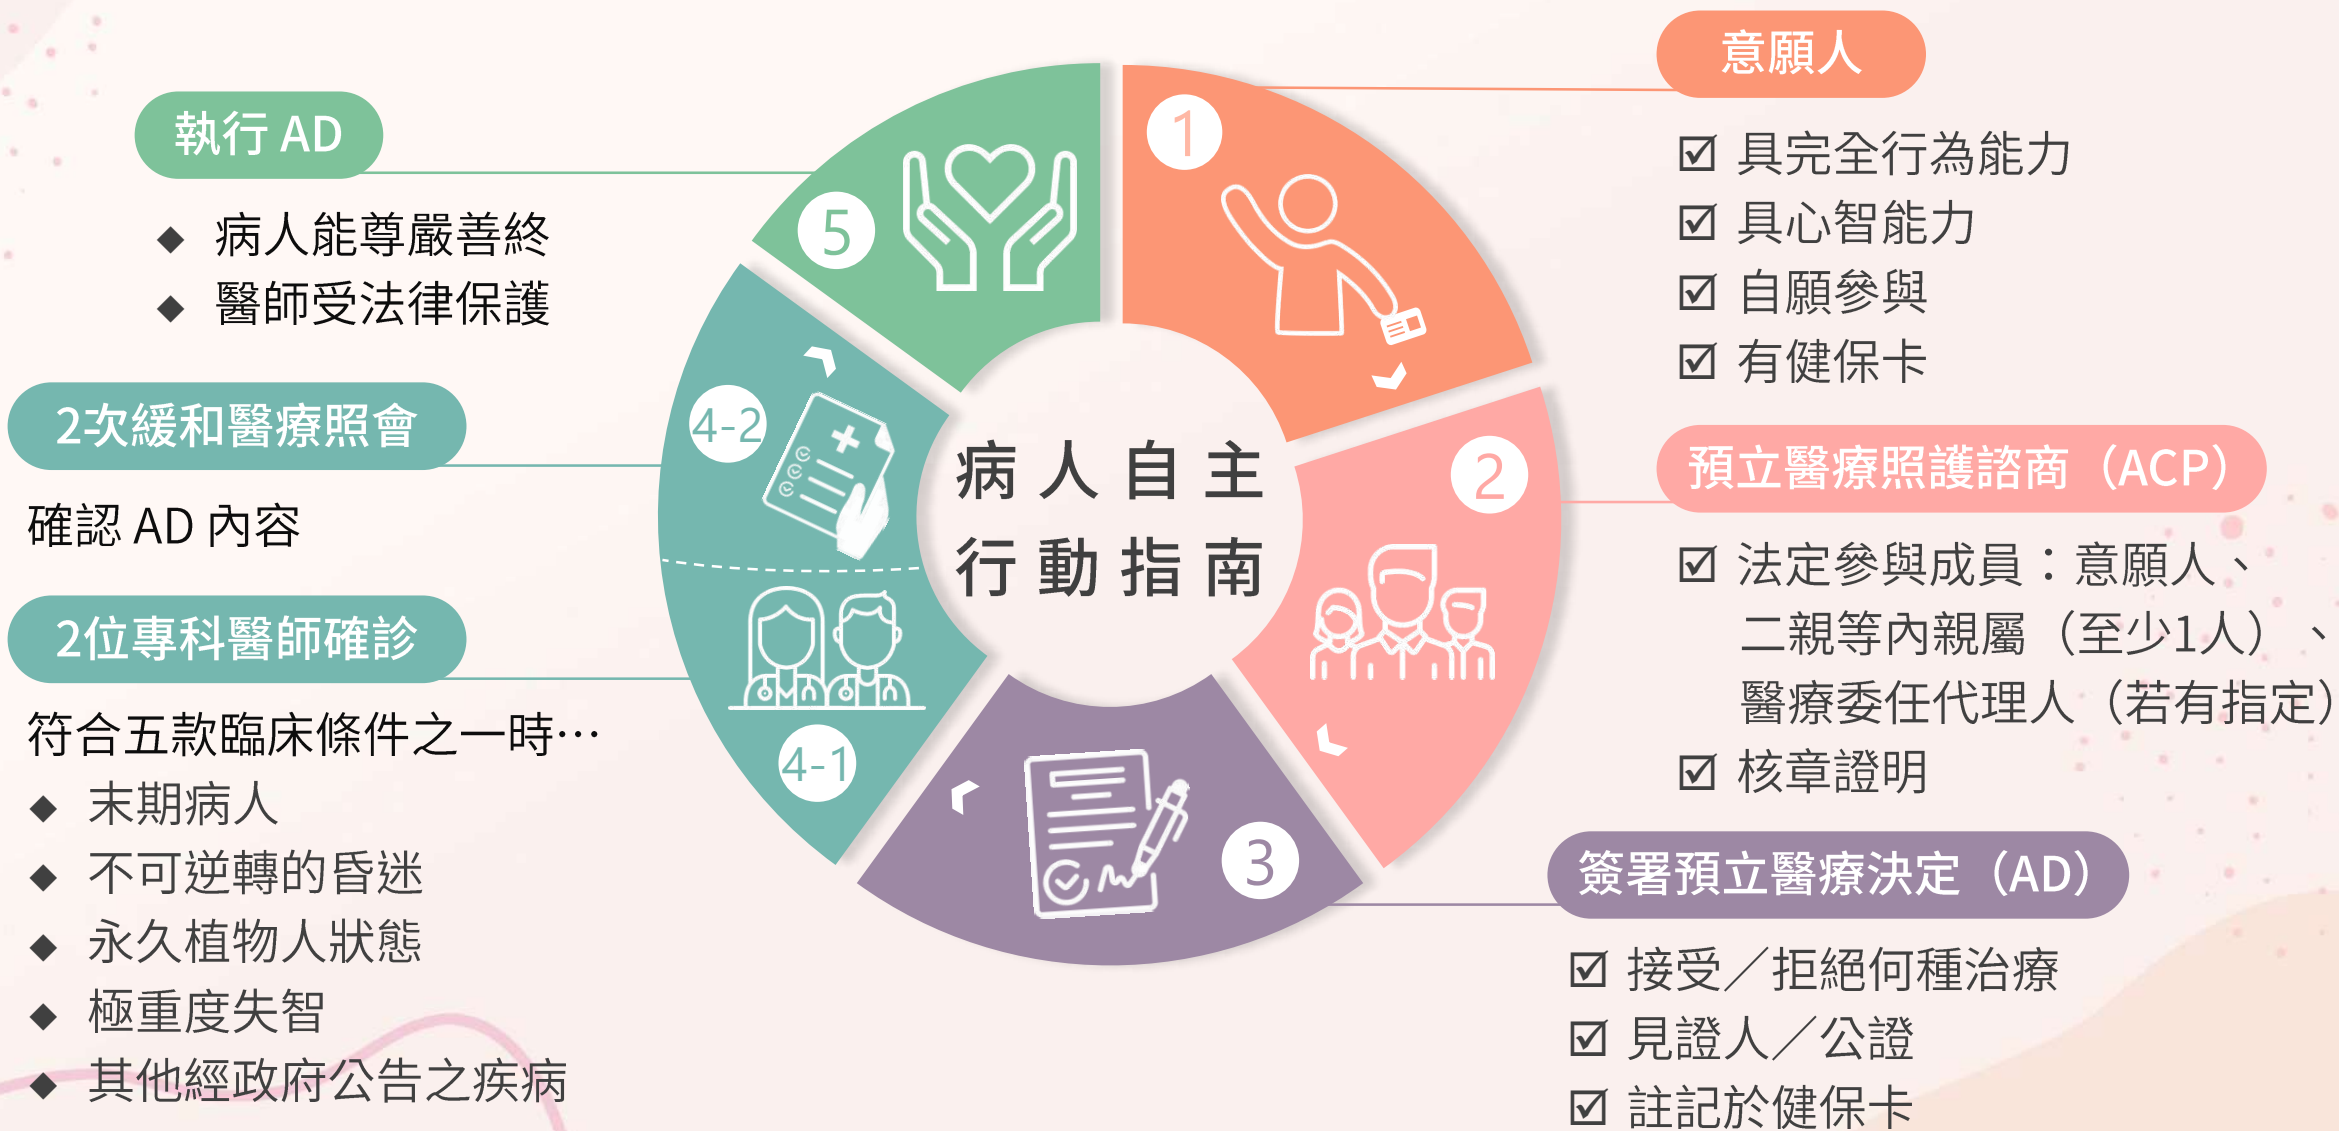 病人自主
行動指南
1
意願人
具完全行為能力
具心智能力
自願參與
有健保卡
2
預立醫療照護諮商（ACP）
法定參與成員：意願人、
二親等內親屬（至少1人）、
醫療委任代理人（若有指定）
核章證明
3
簽署預立醫療決定（AD）
接受／拒絕何種治療
見證人／公證
註記於健保卡
4-1
2位專科醫師確診
符合五款臨床條件之一時…
末期病人
不可逆轉的昏迷
永久植物人狀態
極重度失智
其他經政府公告之疾病
4-2
2次緩和醫療照會
確認 AD 內容
5
執行 AD
病人能尊嚴善終
醫師受法律保護